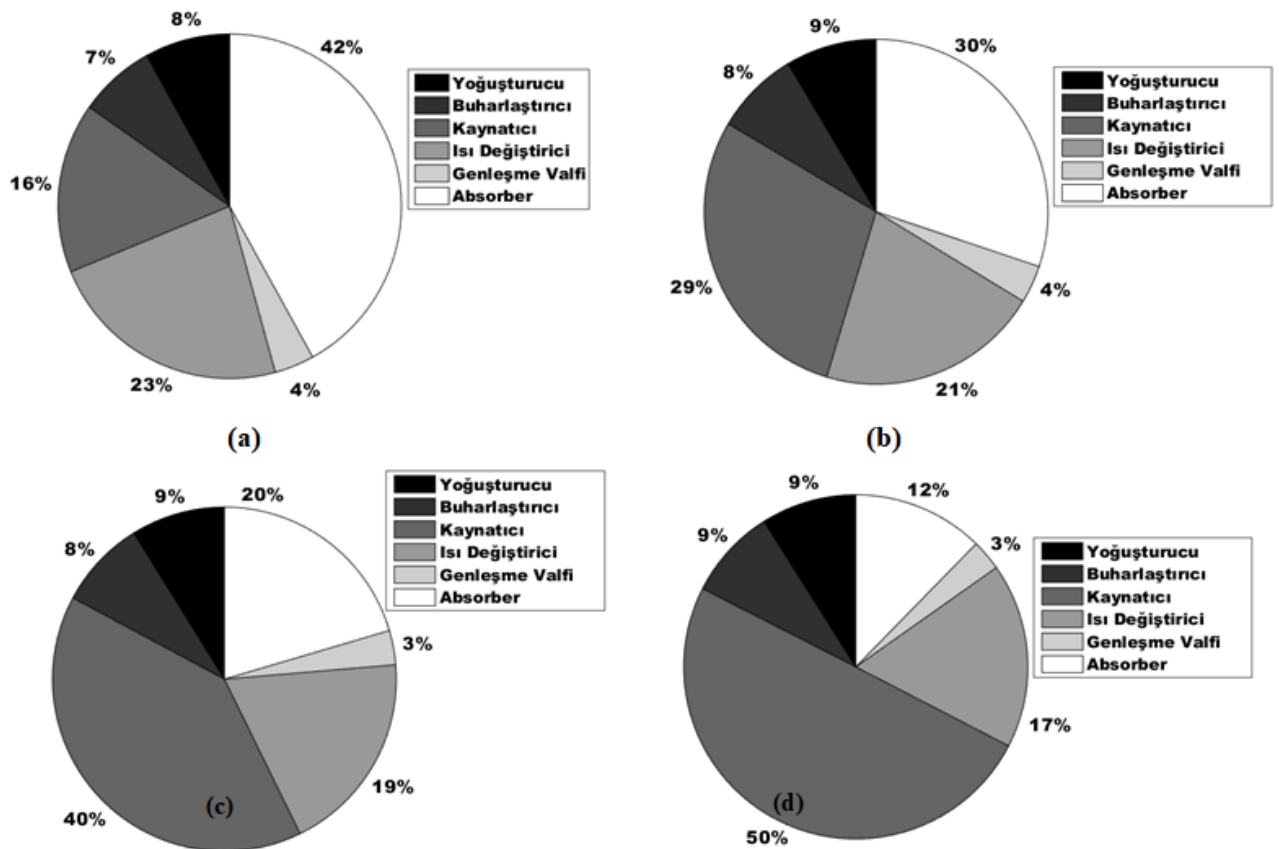 8%
42%
7%
16%
23%
4%
Yoğuşturucu
Buharlaştırıcı
Kaynatıcı
Isı Değiştirici
Genleşme Valfi
Absorber
(a)
9%
30%
8%
29%
21%
4%
Yoğuşturucu
Buharlaştırıcı
Kaynatıcı
Isı Değiştirici
Genleşme Valfi
Absorber
(b)
9%
20%
8%
3%
40%
19%
Yoğuşturucu
Buharlaştırıcı
Kaynatıcı
Isı Değiştirici
Genleşme Valfi
Absorber
(c)
9%
12%
9%
3%
17%
50%
Yoğuşturucu
Buharlaştırıcı
Kaynatıcı
Isı Değiştirici
Genleşme Valfi
Absorber
(d)